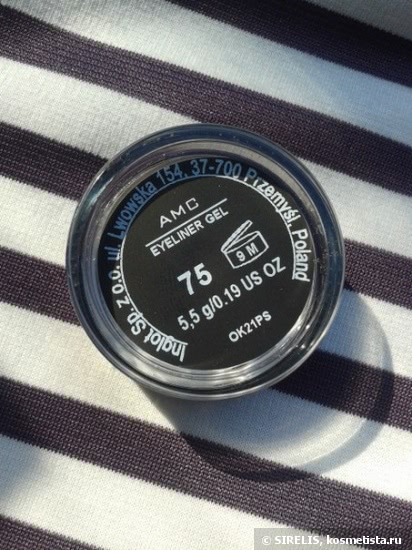 Inglot Sp. z o.o. ul. Lwowska 154, 37-700 Przemyśl, Poland
AMC
EYELINER GEL
75
9 M
5,5 g/0.19 US OZ
OK21PS
© SIRELIS, kosmetista.ru